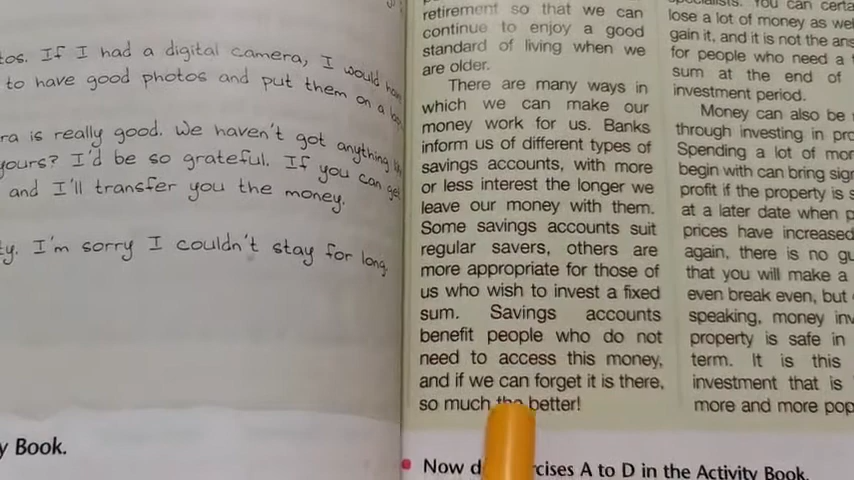 tos. If I had a digital camera, I would have
to have good photos and put them on a
ra is really good. We haven't got anything
yours? I'd be so grateful. If you can get
and I'll transfer you the money.
ty. I'm sorry I couldn't stay for long.
y Book.
retirement so that we can
continue to enjoy a good
standard of living when we
are older.
There are many ways in
which we can make our
money work for us. Banks
inform us of different types of
savings accounts, with more
or less interest the longer we
leave our money with them.
Some savings accounts suit
regular savers, others are
more appropriate for those of
us who wish to invest a fixed
sum. Savings accounts
benefit people who do not
need to access this money,
and if we can forget it is there,
so much the better!
Now d rcises A to D in the Activity Book.
specialists. You can certa
lose a lot of money as wel
gain it, and it is not the ans
for people who need a
sum at the end of
investment period.
Money can also be
through investing in pro
Spending a lot of mor
begin with can bring sign
profit if the property is s
at a later date when p
prices have increased
again, there is no gu
that you will make a
even break even, but
speaking, money inv
property is safe in
term. It is this
investment that is
more and more pop